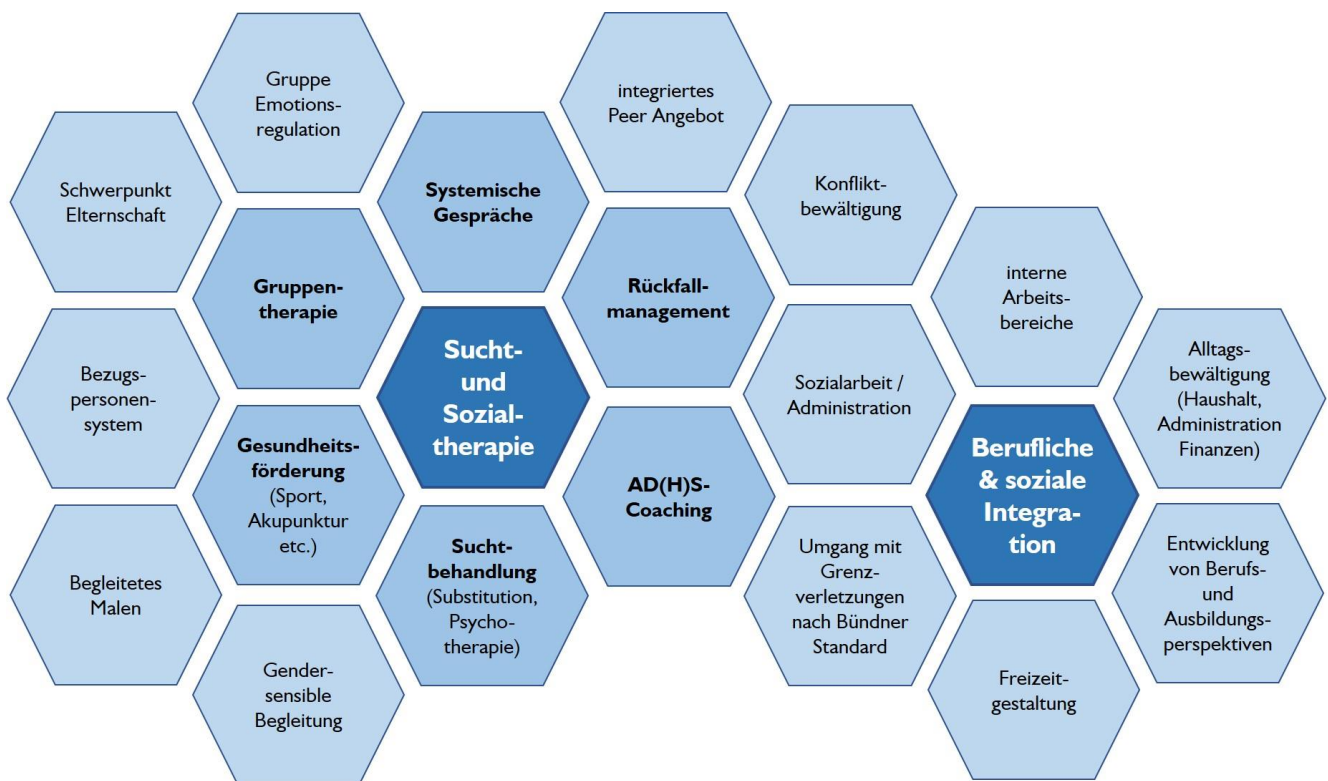 Gruppe
Emotions-
regulation
integriertes
Peer Angebot
Schwerpunkt
Elternschaft
Systemische
Gespräche
Konflikt-
bewältigung
Gruppen-
therapie
Rückfall-
management
interne
Arbeits-
bereiche
Bezugs-
personen-
system
Sucht-
und
Sozial-
therapie
Sozialarbeit /
Administration
Alltags-
bewältigung
(Haushalt,
Administration
Finanzen)
Gesundheits-
förderung
(Sport,
Akupunktur
etc.)
AD(H)S-
Coaching
Berufliche
& soziale
Integra-
tion
Begleitetes
Malen
Sucht-
behandlung
(Substitution,
Psycho-
therapie)
Umgang mit
Grenz-
verletzungen
nach Bündner
Standard
Entwicklung
von Berufs-
und
Ausbildungs-
perspektiven
Gender-
sensible
Begleitung
Freizeit-
gestaltung